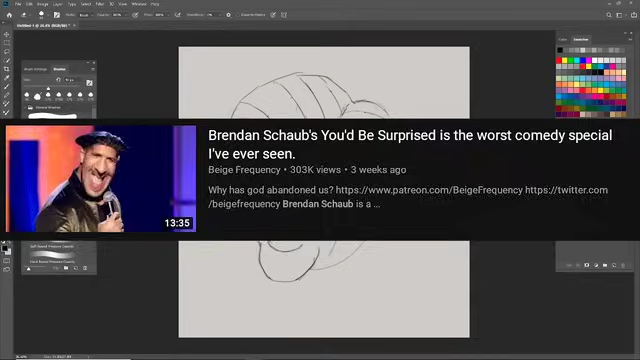 Brendan Schaub's You'd Be Surprised is the worst comedy special
I've ever seen.
Beige Frequency • 303K views • 3 weeks ago
Why has god abandoned us? https://www.patreon.com/BeigeFrequency https://twitter.com
/beigefrequency Brendan Schaub is a ...
13:35